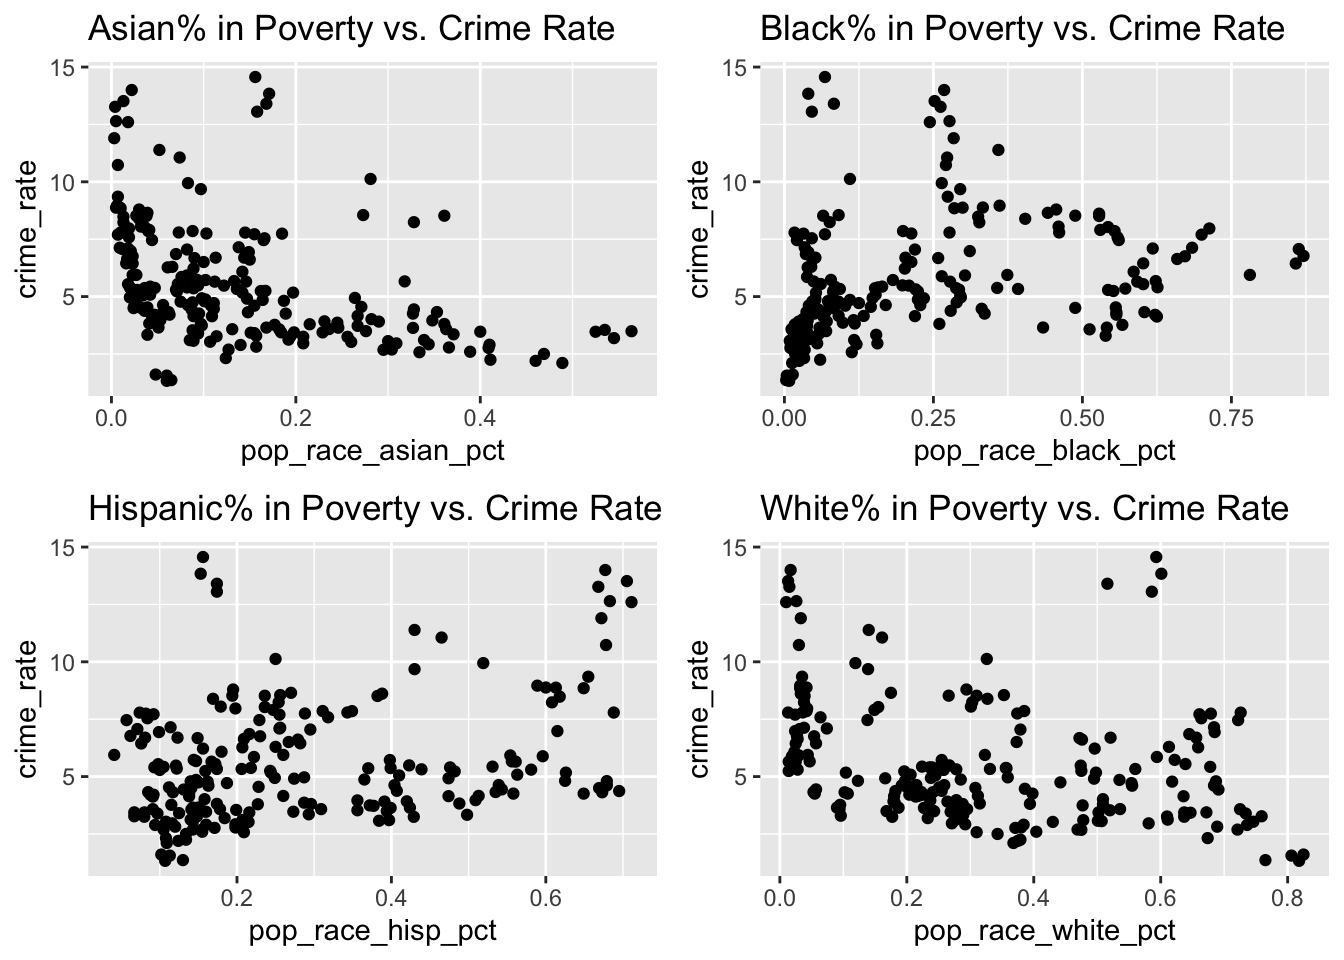 Asian% in Poverty vs. Crime Rate
15
10
5
crime_rate
0.0 0.2 0.4
pop_race_asian_pct
Black% in Poverty vs. Crime Rate
15
10
5
crime_rate
0.00 0.25 0.50 0.75
pop_race_black_pct
Hispanic% in Poverty vs. Crime Rate
15
10
5
crime_rate
0.2 0.4 0.6
pop_race_hisp_pct
White% in Poverty vs. Crime Rate
15
10
5
crime_rate
0.0 0.2 0.4 0.6 0.8
pop_race_white_pct